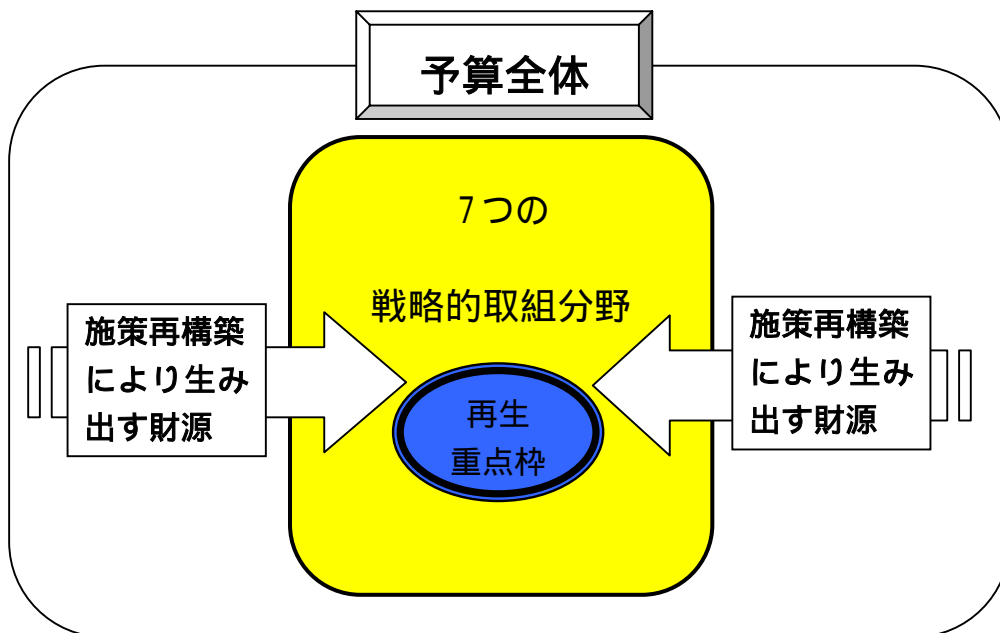 予算全体
7つの
戦略的取組分野
施策再構築
により生み
出す財源
再生
重点枠
施策再構築
により生み
出す財源